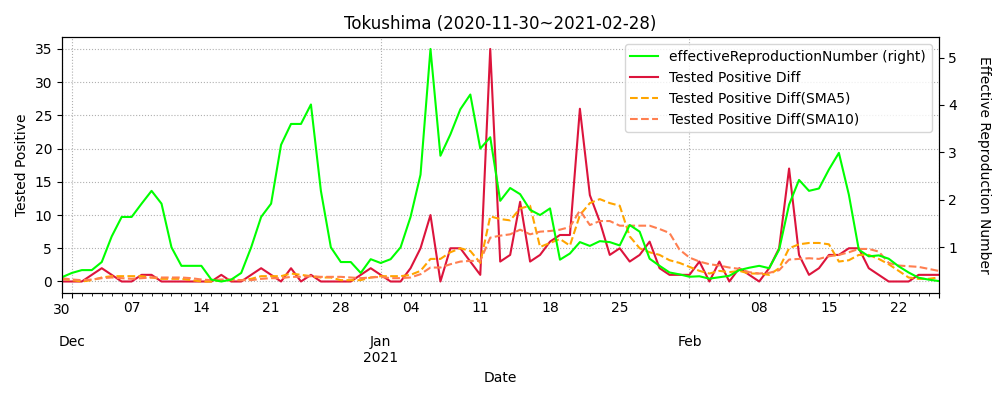 Tokushima (2020-11-30~2021-02-28)
effectiveReproductionNumber (right)
Tested Positive Diff
Tested Positive Diff(SMA5)
Tested Positive Diff(SMA10)
Tested Positive
35
30
25
20
15
10
5
0
Effective Reproduction Number
5
4
3
2
1
30 07 14 21 28 04 11 18 25 08 15 22
Dec Jan Feb
2021
Date